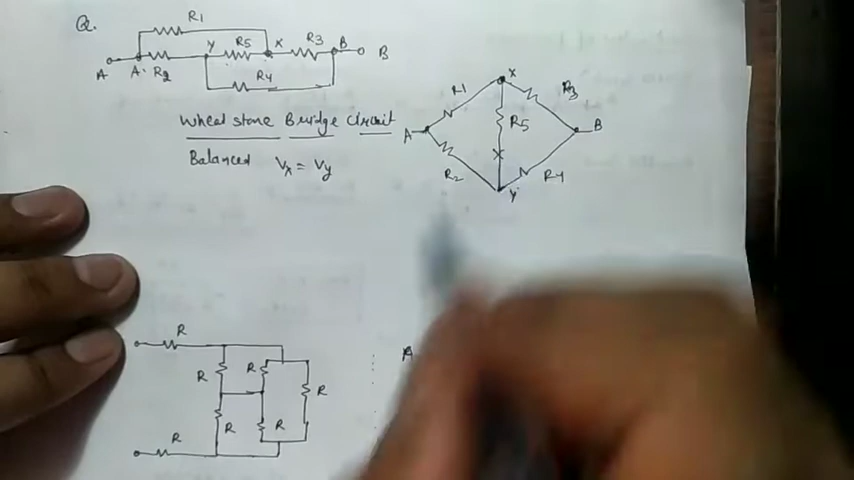 Q.
R1
R5 X R3 B B
Y
A A' R2
R4
Wheat stone Bridge Circuit
Balanced Vx = Vy
X
R1 R3
A R5 B
X
R2 R4
Y
R
R R R
R R
R
A